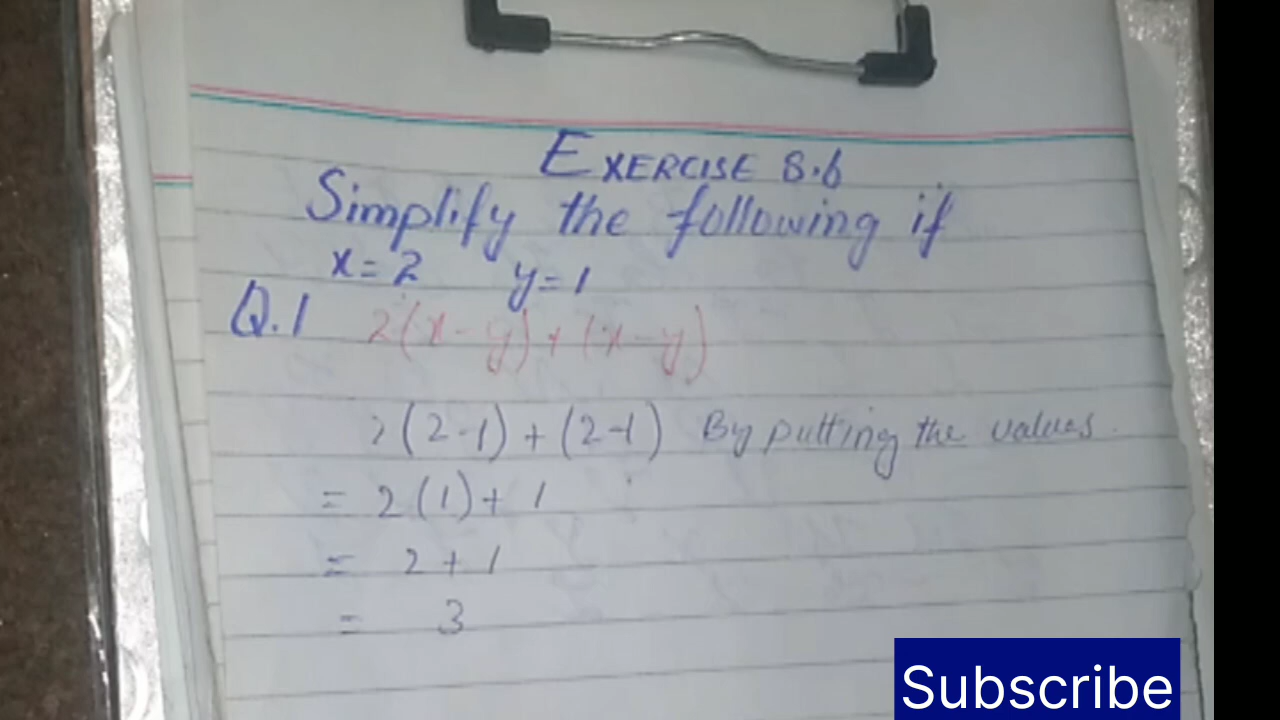 EXERCISE 8.6
Simplify the following if
x=2 y=1
Q.1 2(x-y)+(x-y)
2(2-1)+(2-1) By putting the values.
= 2(1)+ 1
= 2+1
= 3
Subscribe